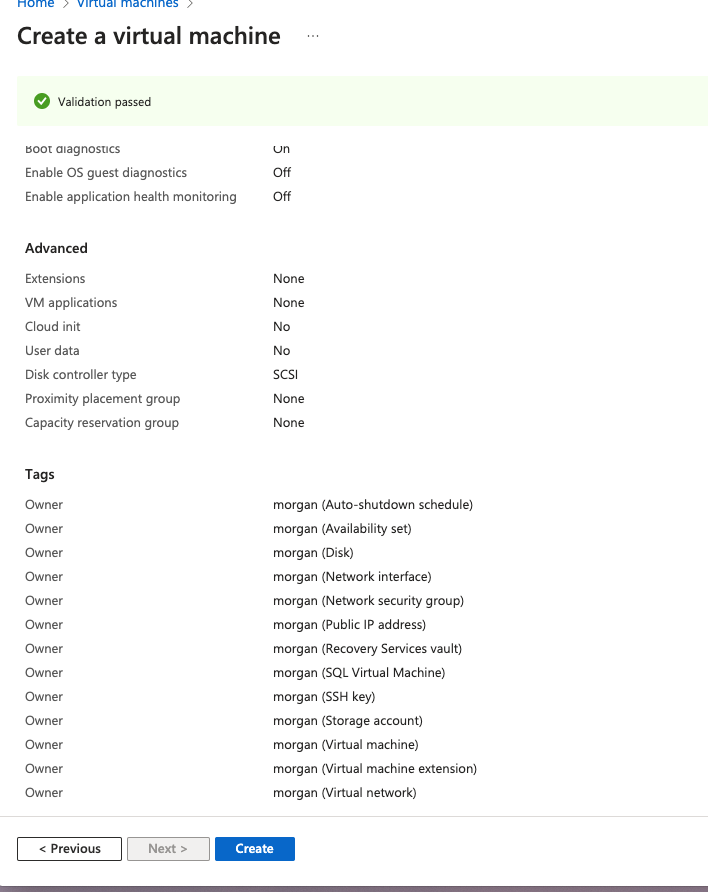 Home > Virtual machines >
Create a virtual machine ...
Validation passed
Boot diagnostics On
Enable OS guest diagnostics Off
Enable application health monitoring Off
Advanced
Extensions None
VM applications None
Cloud init No
User data No
Disk controller type SCSI
Proximity placement group None
Capacity reservation group None
Tags
Owner morgan (Auto-shutdown schedule)
Owner morgan (Availability set)
Owner morgan (Disk)
Owner morgan (Network interface)
Owner morgan (Network security group)
Owner morgan (Public IP address)
Owner morgan (Recovery Services vault)
Owner morgan (SQL Virtual Machine)
Owner morgan (SSH key)
Owner morgan (Storage account)
Owner morgan (Virtual machine)
Owner morgan (Virtual machine extension)
Owner morgan (Virtual network)
< Previous Next > Create